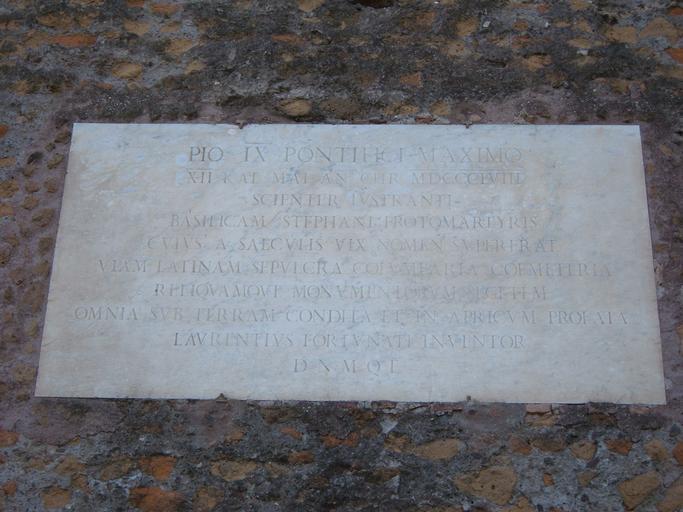 PIO IX PONTIFICI MAXIMO
XII KAL MAI AN CHR MDCCCLVIII
SCIENTER LVSTRANTI
BASILICAM STEPHANI PROTOMARTYRIS
CVIVS A SAECVLIS VIX NOMEN SVPERERAT
VIAM LATINAM SEPVLCRA COLVMBARIA COEMETERIA
RELIQVAMQVE MONVMENTORVM SEGETEM
OMNIA SVB TERRAM CONDITA ET IN APRICVM PROLATA
LAVRENTIVS FORTVNATI INVENTOR
D N M Q E